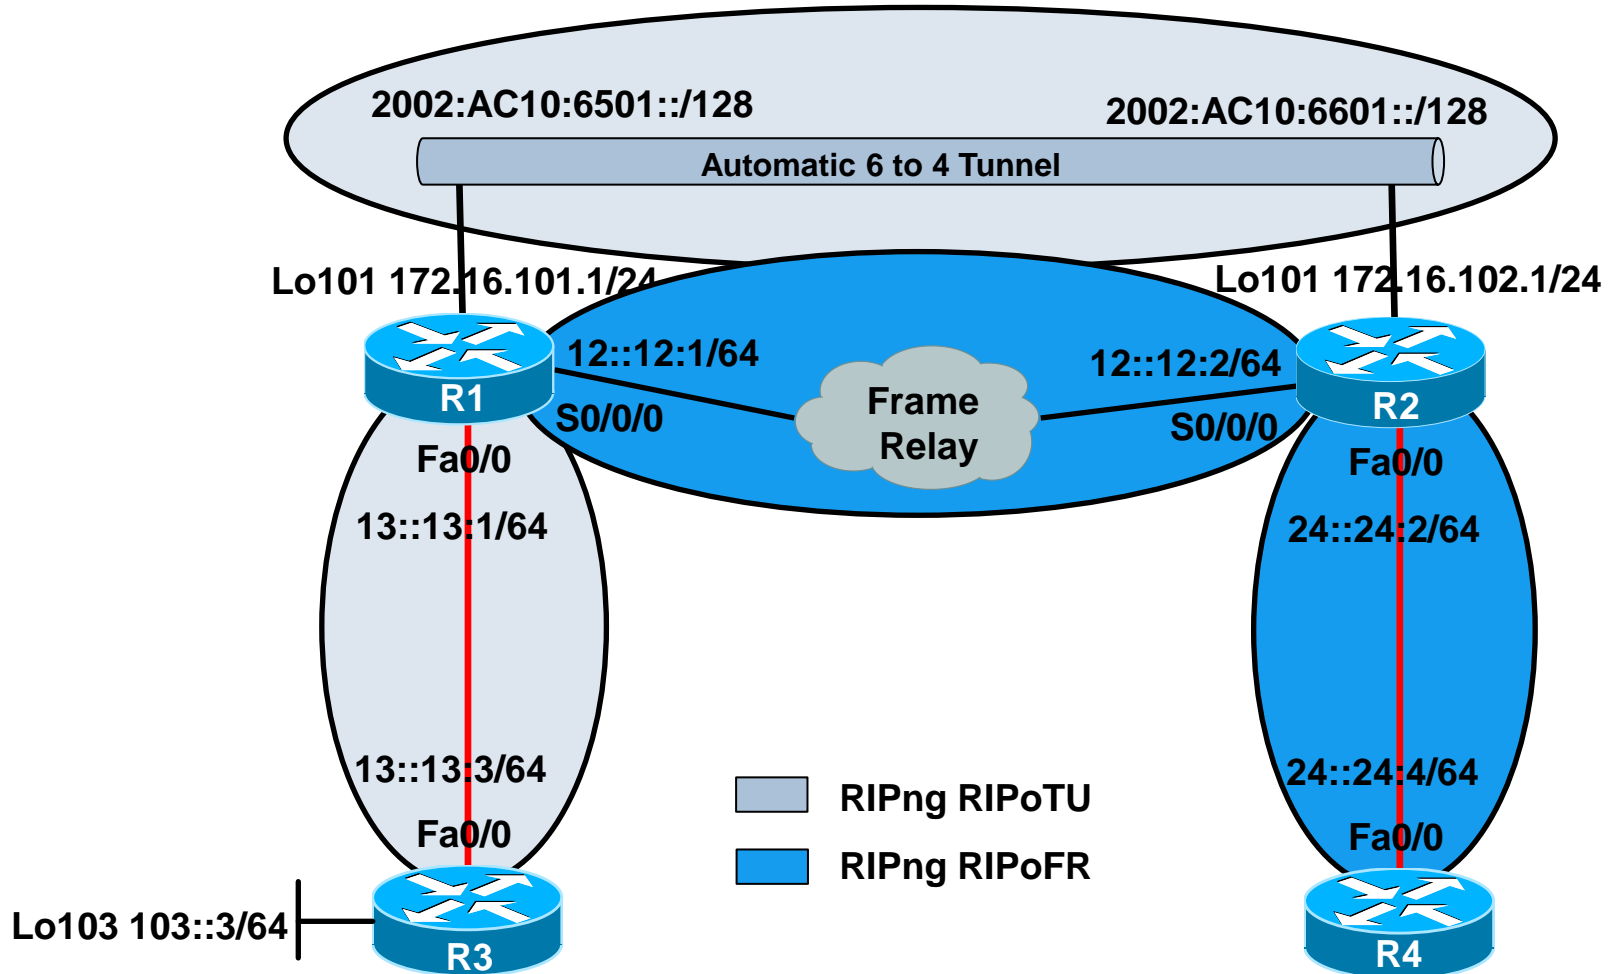 2002:AC10:6501::/128
2002:AC10:6601::/128
Automatic 6 to 4 Tunnel
Lo101 172.16.101.1/24
Lo101 172.16.102.1/24
12::12:1/64
12::12:2/64
R1
Frame
Relay
R2
S0/0/0
S0/0/0
Fa0/0
Fa0/0
13::13:1/64
24::24:2/64
13::13:3/64
24::24:4/64
RIPng RIPoTU
Fa0/0
Fa0/0
RIPng RIPoFR
Lo103 103::3/64
R3
R4